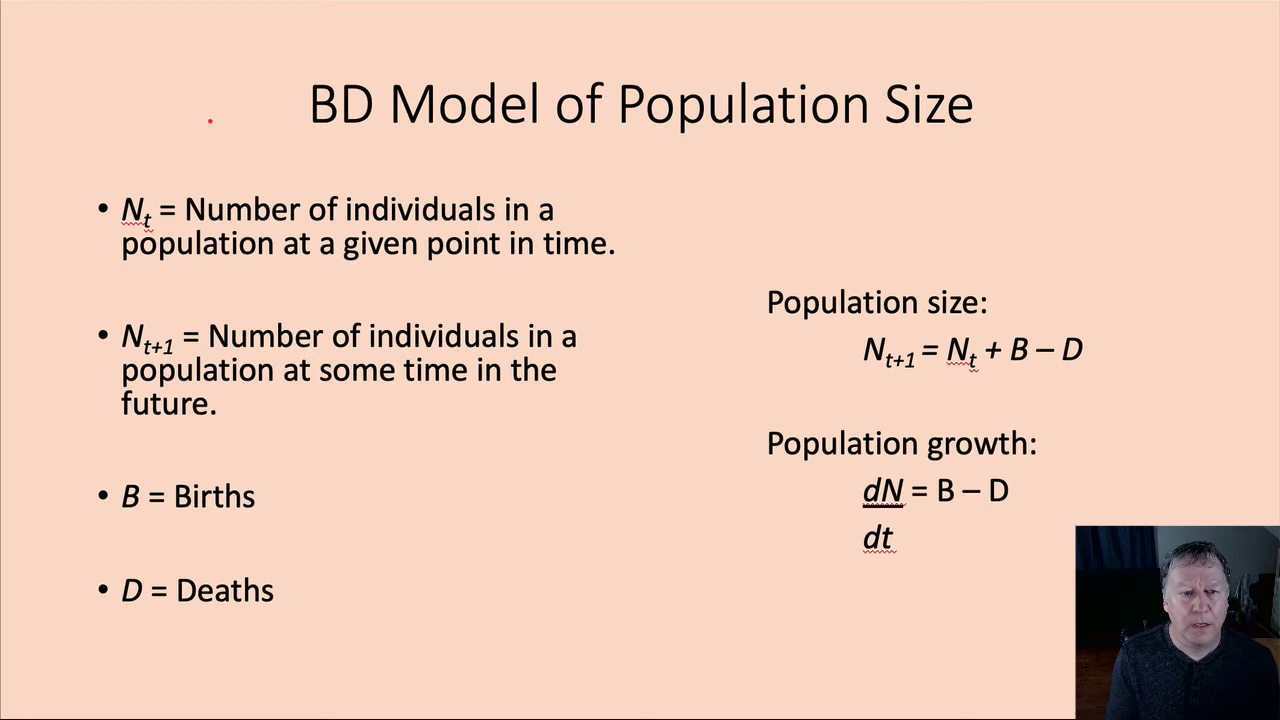 BD Model of Population Size
• Nt = Number of individuals in a
population at a given point in time.
• Nt+1 = Number of individuals in a
population at some time in the
future.
• B = Births
• D = Deaths
Population size:
Nt+1 = Nt + B – D
Population growth:
dN = B – D
dt